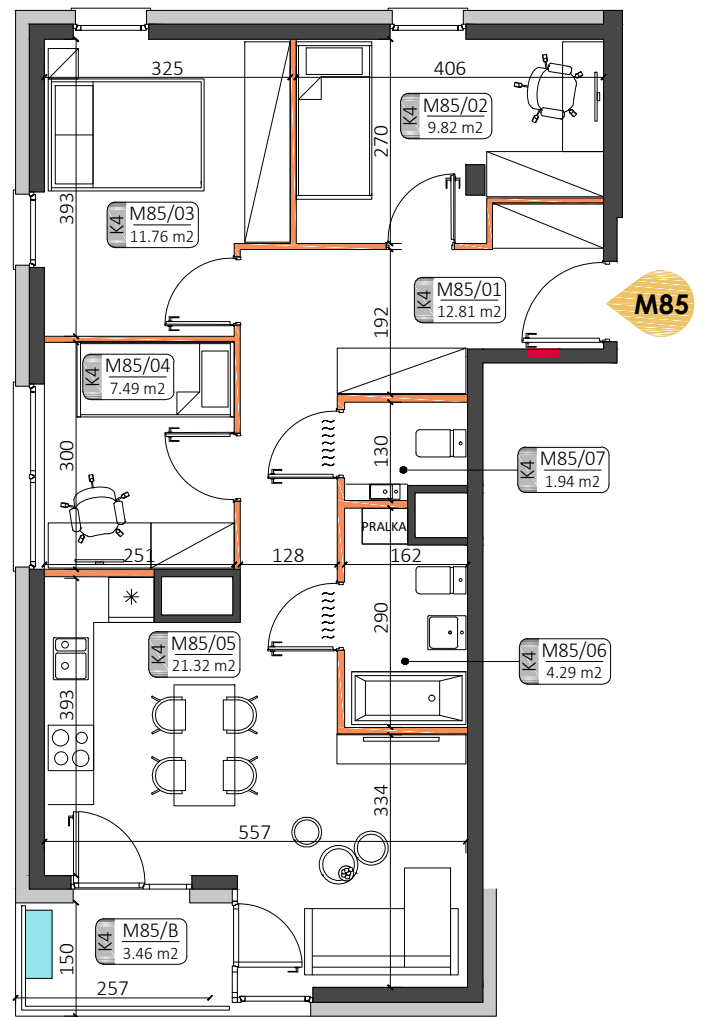 325
406
K4 M85/02
9.82 m2
270
393
K4 M85/03
11.76 m2
K4 M85/01
12.81 m2
M85
192
K4 M85/04
7.49 m2
300
130
K4 M85/07
1.94 m2
PRALKA
251
128
162
290
K4 M85/05
21.32 m2
K4 M85/06
4.29 m2
393
334
557
K4 M85/B
3.46 m2
150
257